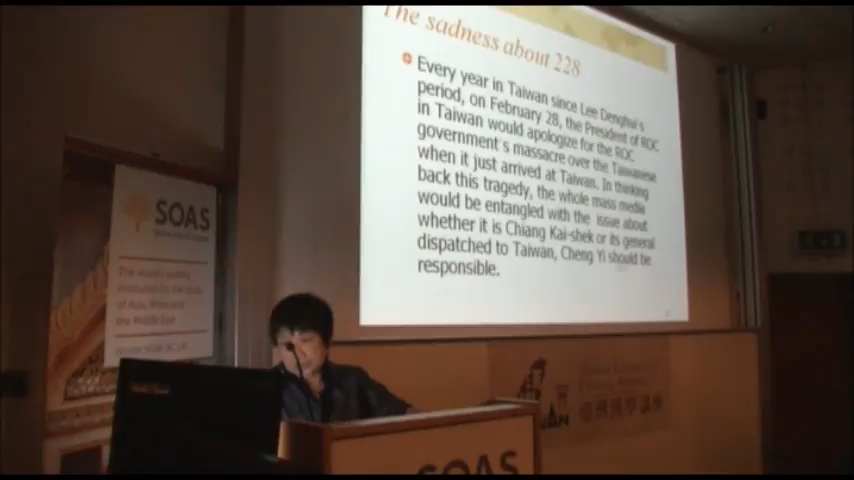 The sadness about 228
Every year in Taiwan since Lee Denghui's
period, on February 28, the President of ROC
in Taiwan would apologize for the ROC
government's massacre over the Taiwanese
when it just arrived at Taiwan. In thinking
back this tragedy, the whole mass media
would be entangled with the issue about
whether it is Chiang Kai-shek or its general
dispatched to Taiwan, Cheng Yi should be
responsible.
SOAS
University of London
The world's leading
institution for the study
of Asia, Africa and
the Middle East
SOAS